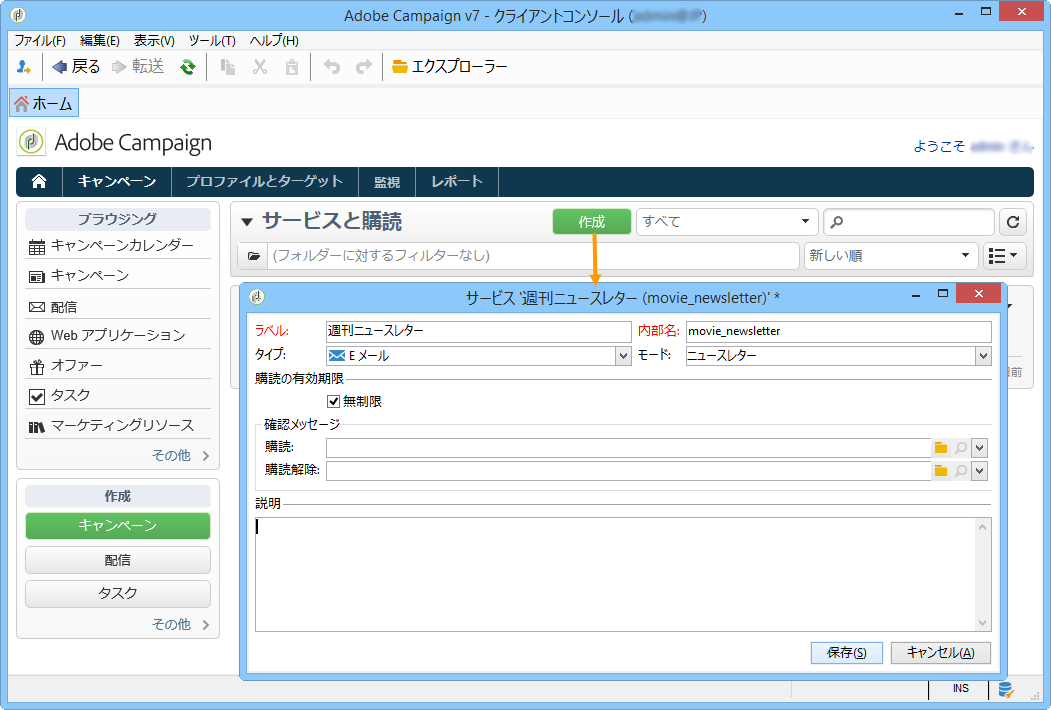 Adobe Campaign v7 - クライアントコンソール (
ファイル(F) 編集(E) 表示(V) ツール(T) ヘルプ(H)
戻る 転送 エクスプローラー
ホーム
Adobe Campaign
ようこそ
キャンペーン プロファイルとターゲット 監視 レポート
ブラウジング
キャンペーンカレンダー
キャンペーン
配信
Web アプリケーション
オファー
タスク
マーケティングリソース
その他
作成
キャンペーン
配信
タスク
その他
サービスと購読 作成 すべて
(フォルダーに対するフィルターなし) 新しい順
前
サービス '週刊ニュースレター (movie_newsletter)' *
ラベル: 週刊ニュースレター 内部名: movie_newsletter
タイプ: E メール モード: ニュースレター
購読の有効期限
無制限
確認メッセージ
購読:
購読解除:
説明
保存(S) キャンセル(A)
INS